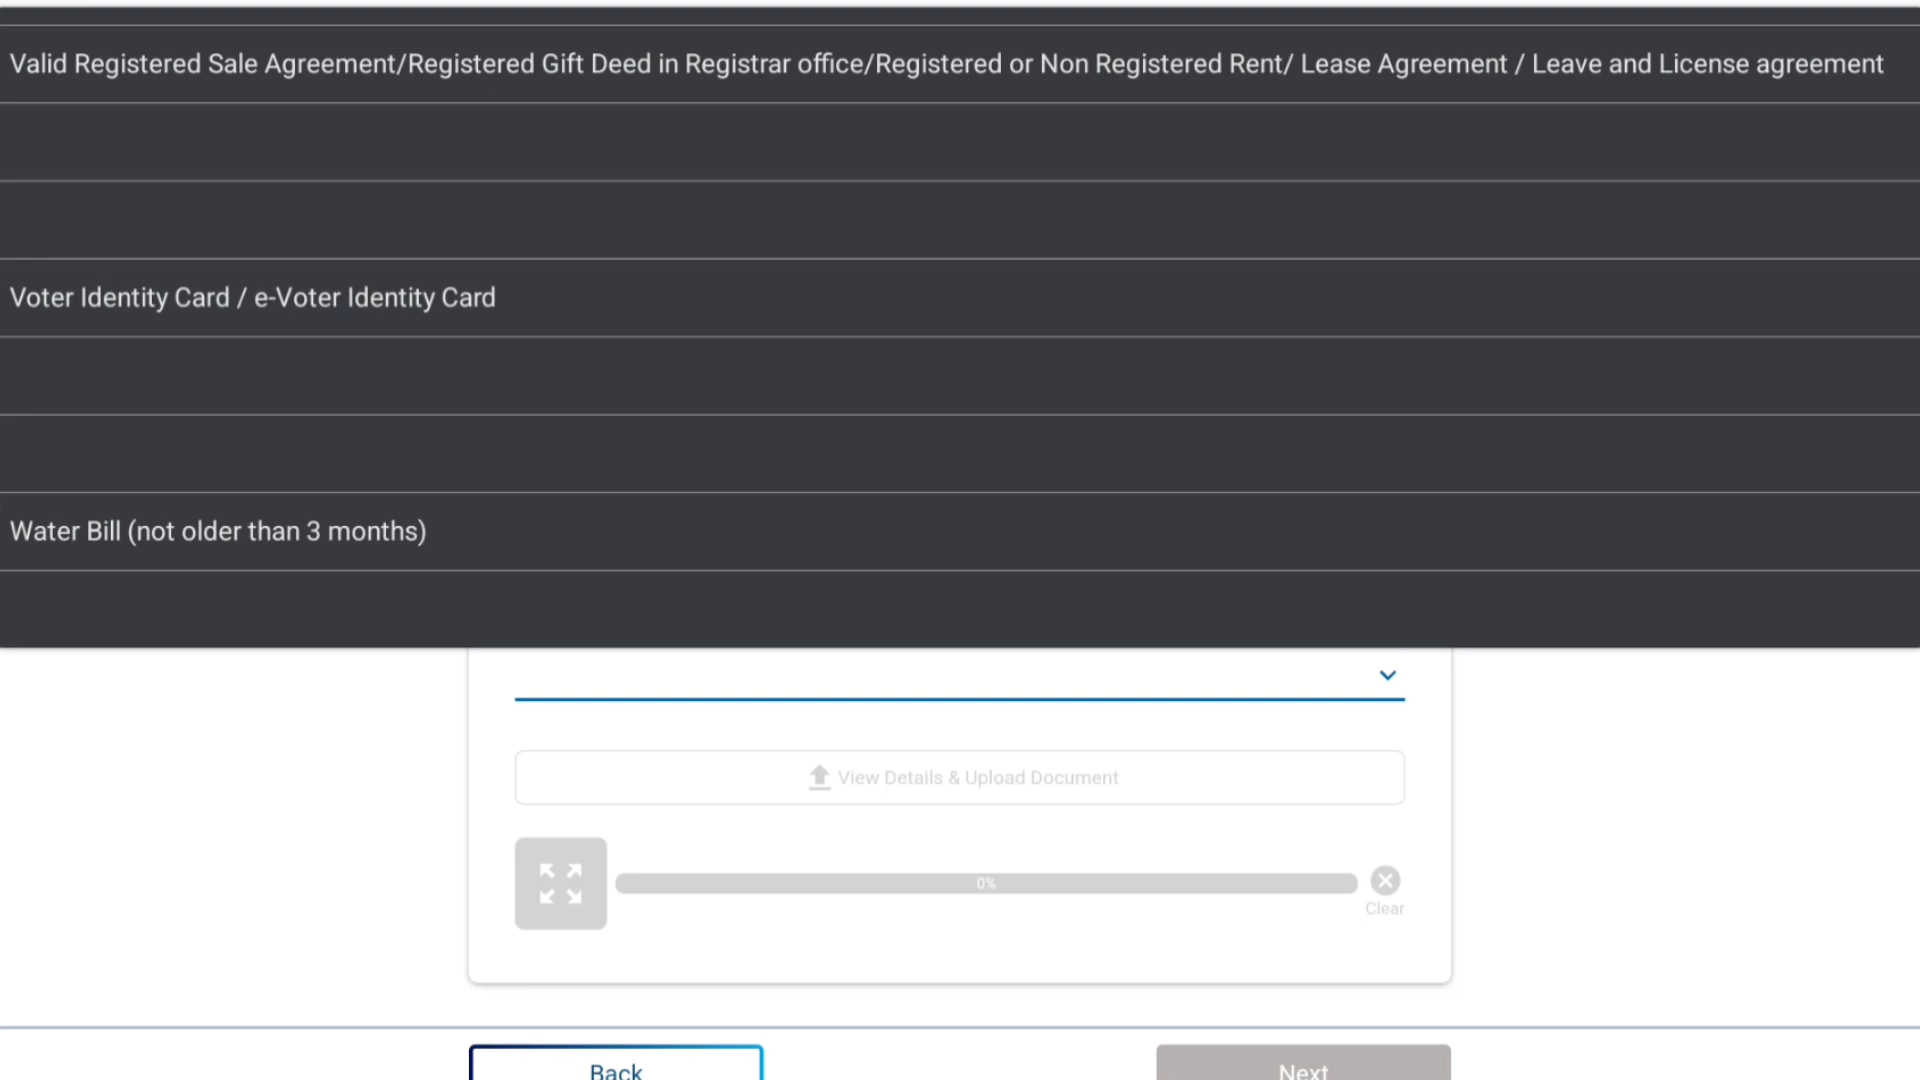 Valid Registered Sale Agreement/Registered Gift Deed in Registrar office/Registered or Non Registered Rent/ Lease Agreement / Leave and License agreement
Voter Identity Card / e-Voter Identity Card
Water Bill (not older than 3 months)
View Details & Upload Document
0%
Clear
Back
Next